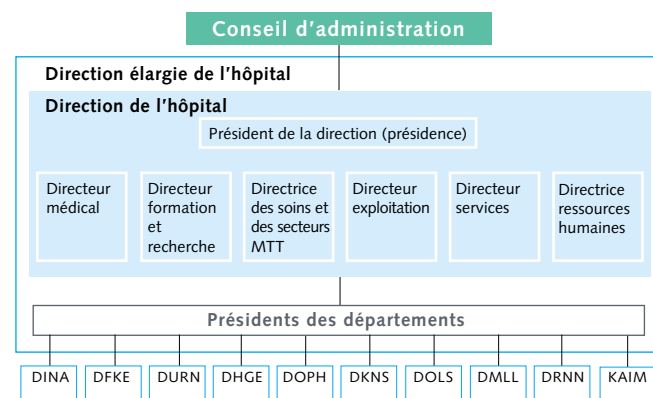 Conseil d'administration
Direction élargie de l'hôpital
Direction de l'hôpital
Président de la direction (présidence)
Directeur
médical
Directeur
formation
et
recherche
Directrice
des soins et
des secteurs
MTT
Directeur
exploitation
Directeur
services
Directrice
ressources
humaines
Présidents des départements
DINA
DFKE
DURN
DHGE
DOPH
DKNS
DOLS
DMLL
DRNN
KAIM